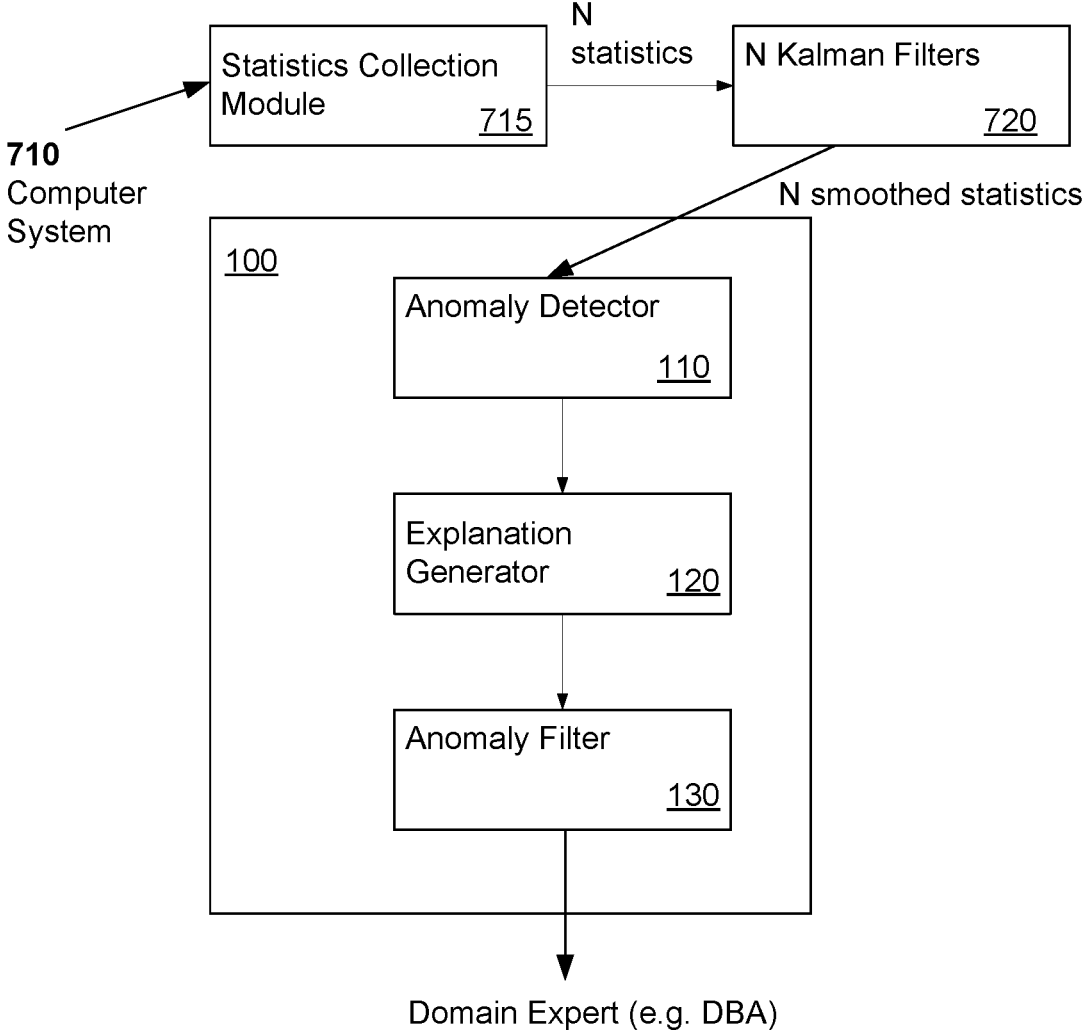 N
statistics
Statistics Collection
Module
715
N Kalman Filters
720
710
Computer
System
N smoothed statistics
100
Anomaly Detector
110
Explanation
Generator
120
Anomaly Filter
130
Domain Expert (e.g. DBA)